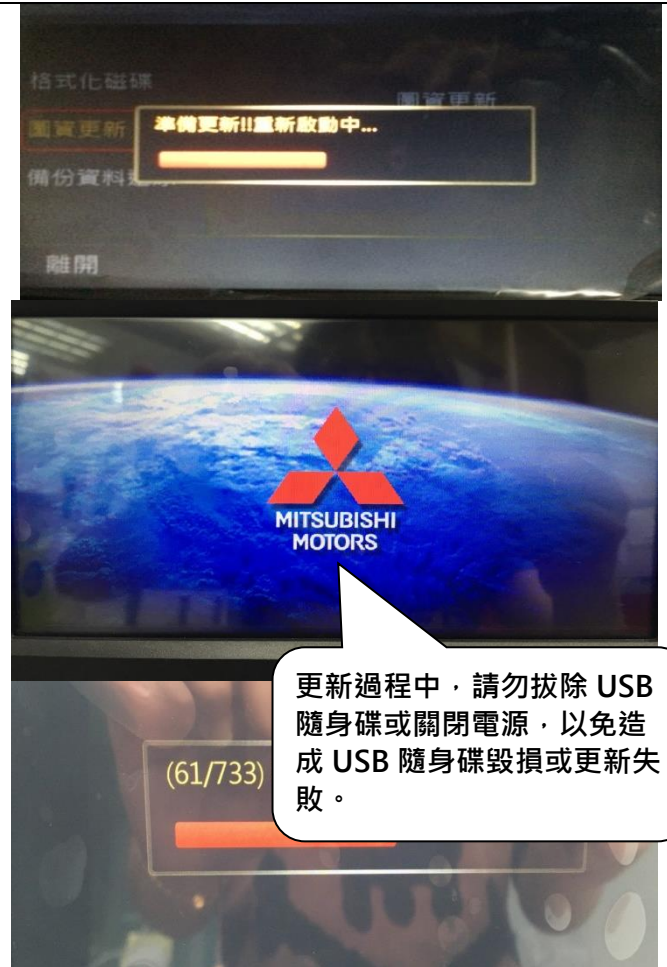 格式化磁碟
圖資更新
圖資更新
準備更新!!重新啟動中...
備份資料還原
離開
MITSUBISHI
MOTORS
更新過程中，請勿拔除 USB
隨身碟或關閉電源，以免造
成 USB 隨身碟毀損或更新失
敗。
(61/733)